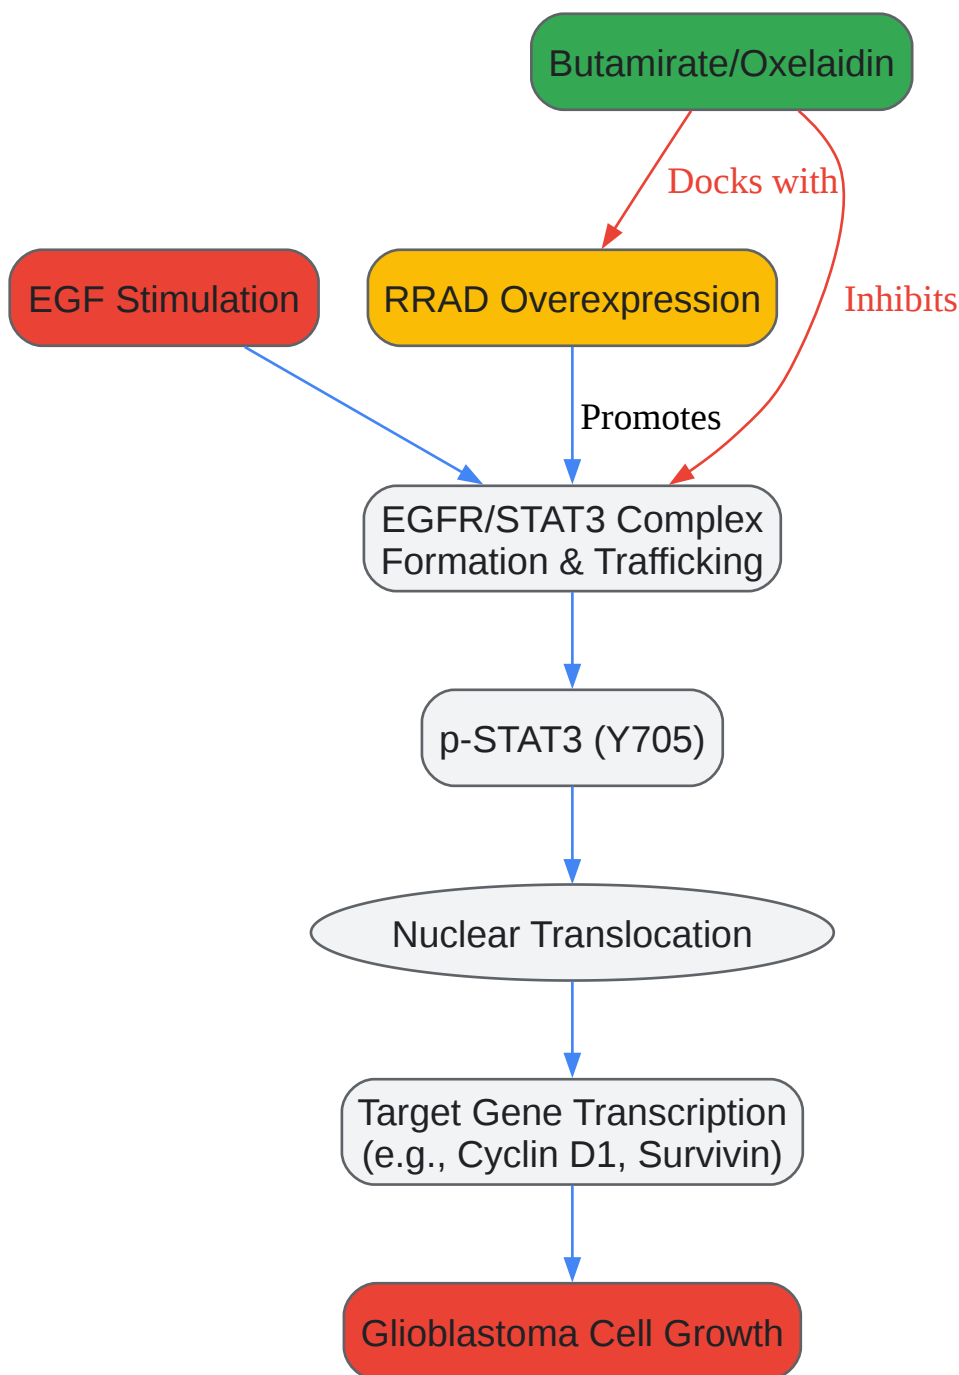 Butamirate/Oxelaidin
Docks with
EGF Stimulation
RRAD Overexpression
Inhibits
Promotes
EGFR/STAT3 Complex
Formation & Trafficking
p-STAT3 (Y705)
Nuclear Translocation
Target Gene Transcription
(e.g., Cyclin D1, Survivin)
Glioblastoma Cell Growth